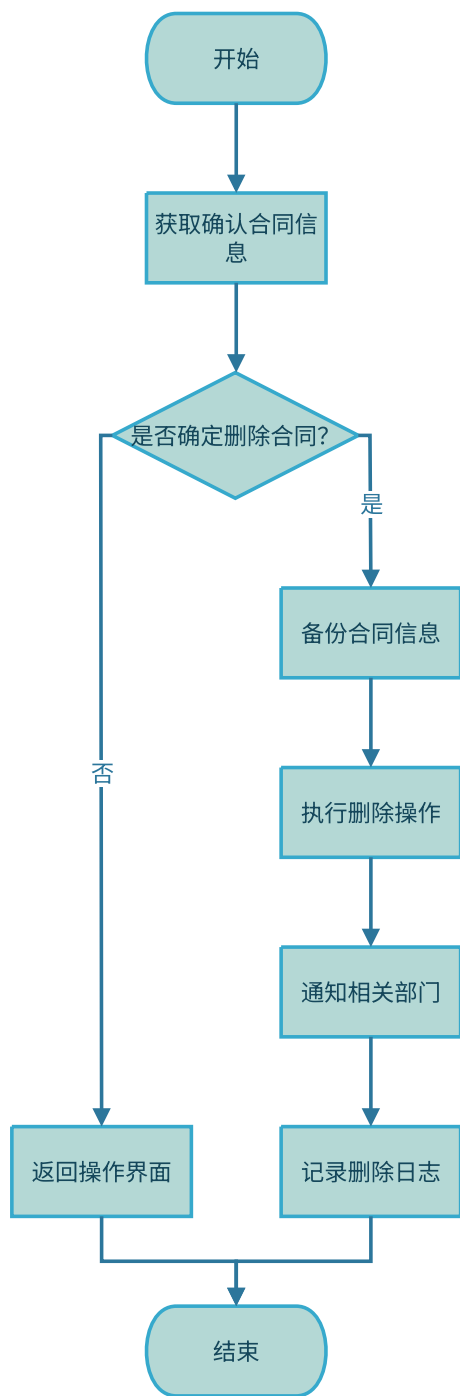 开始
获取确认合同信
息
是否确定删除合同?
是
备份合同信息
否
执行删除操作
通知相关部门
返回操作界面
记录删除日志
结束